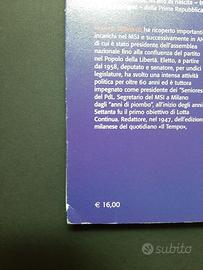 della Prima Repubblica
ha ricoperto importanti
incarichi nel MSI e successivamente in AN
di cui è stato presidente dell'assemblea
nazionale fino alla confluenza del partito
nel Popolo della Libertà. Eletto, a partire
dal 1958, deputato e senatore, per undici
legislature, ha svolto una intensa attività
politica per oltre 60 anni ed è tuttora
impegnato come presidente dei "Seniores"
del PdL. Segretario del MSI a Milano
dagli "anni di piombo", all'inizio degli anni
Settanta fu il primo obiettivo di Lotta
Continua. Redattore, nel 1947, dell'edizione
milanese del quotidiano «Il Tempo»,
€ 16,00
subito